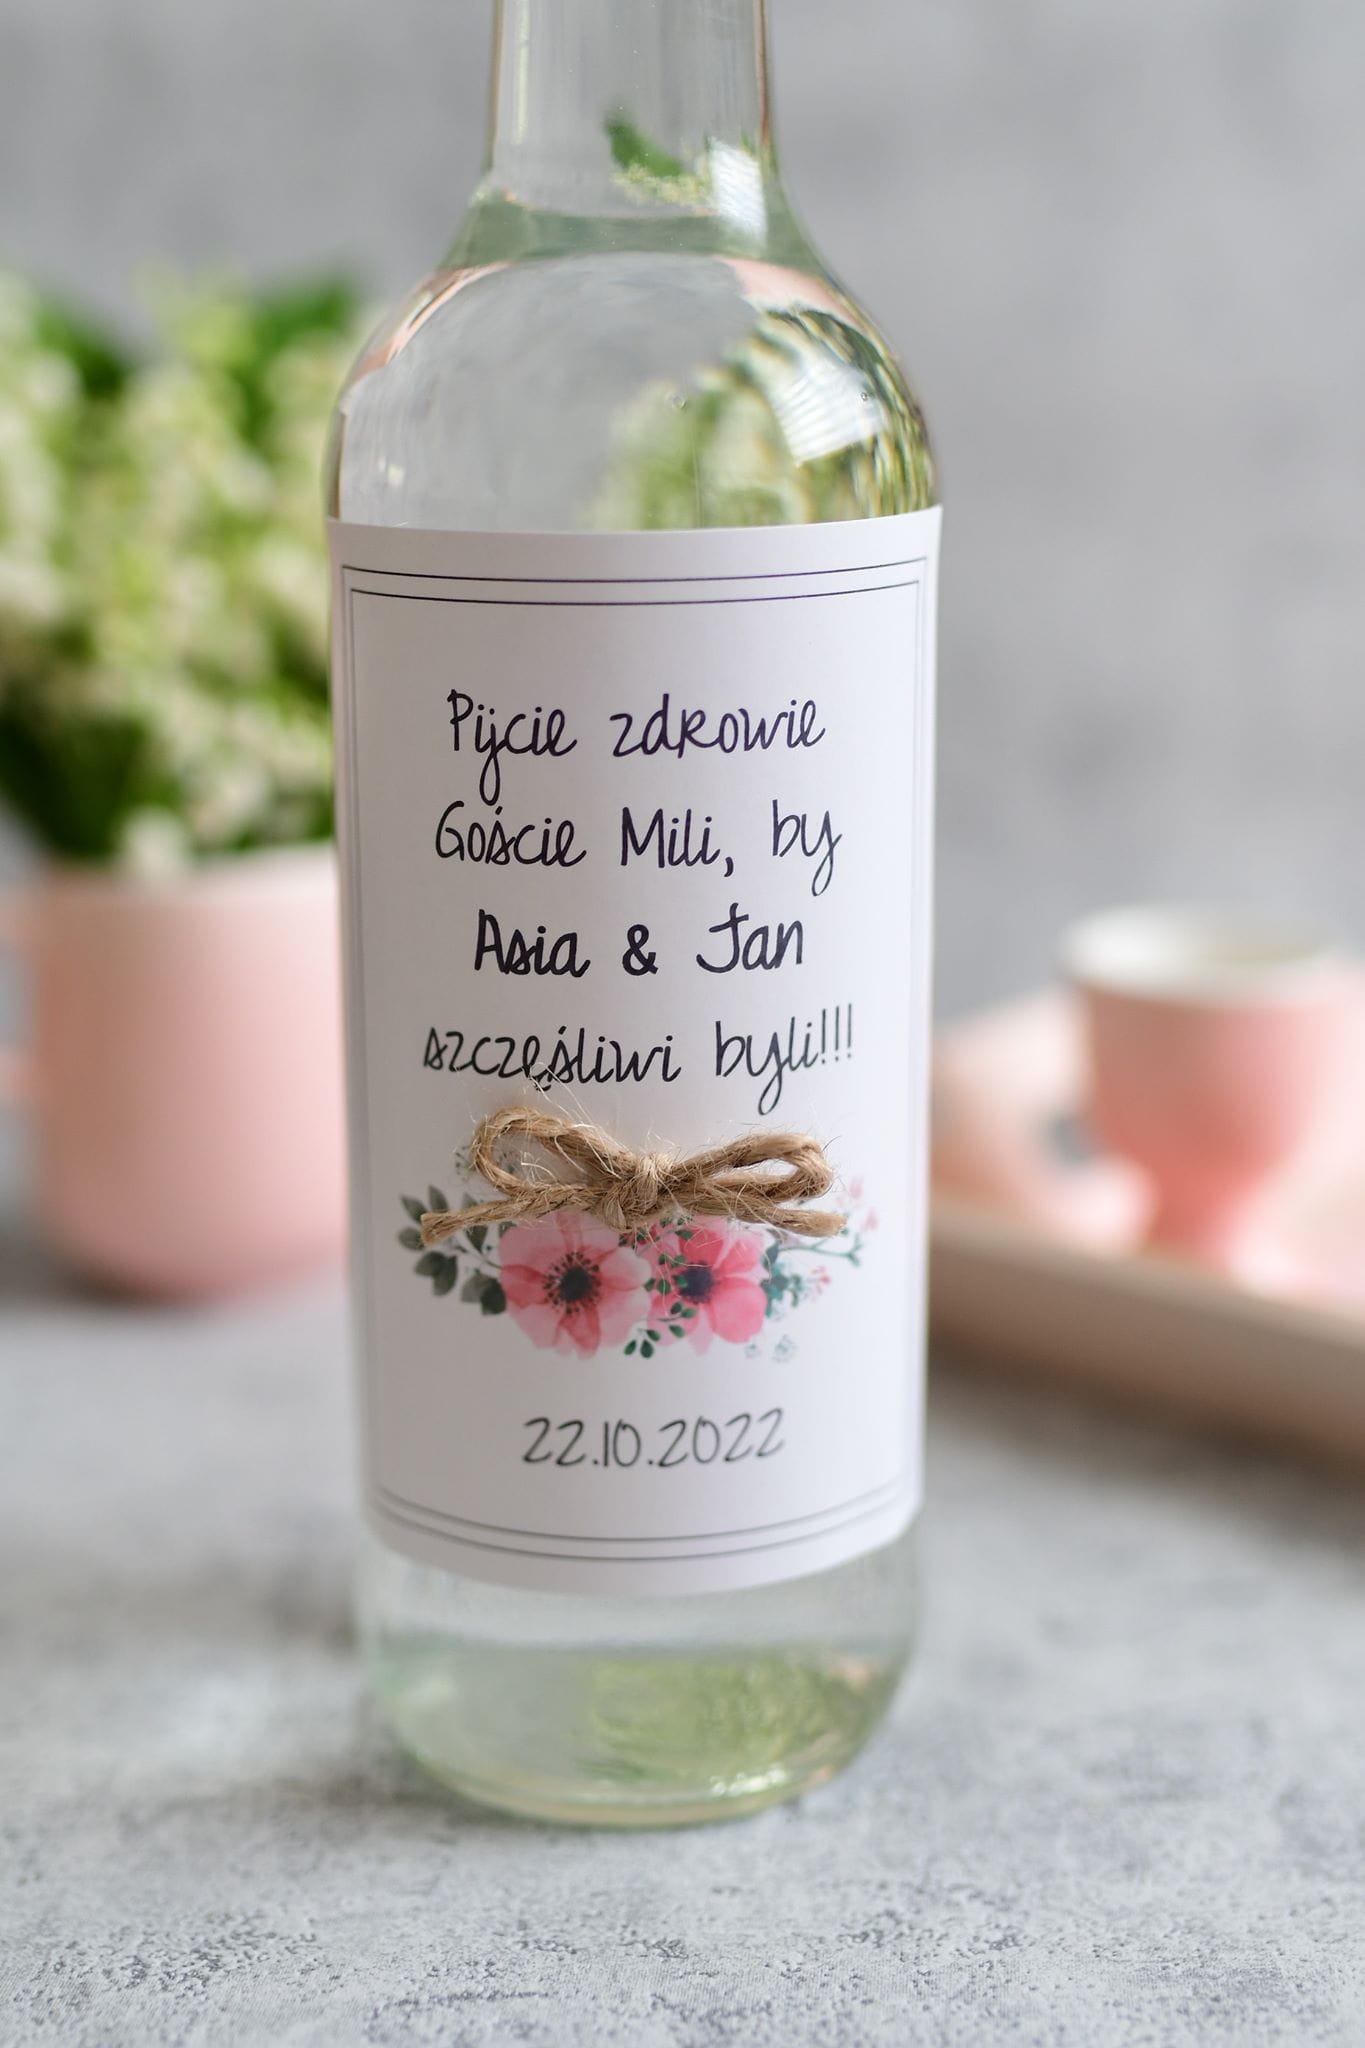 Pijcie zdrowie
Goście Mili, by
Asia & Jan
szczęśliwi byli!!!
22.10.2022